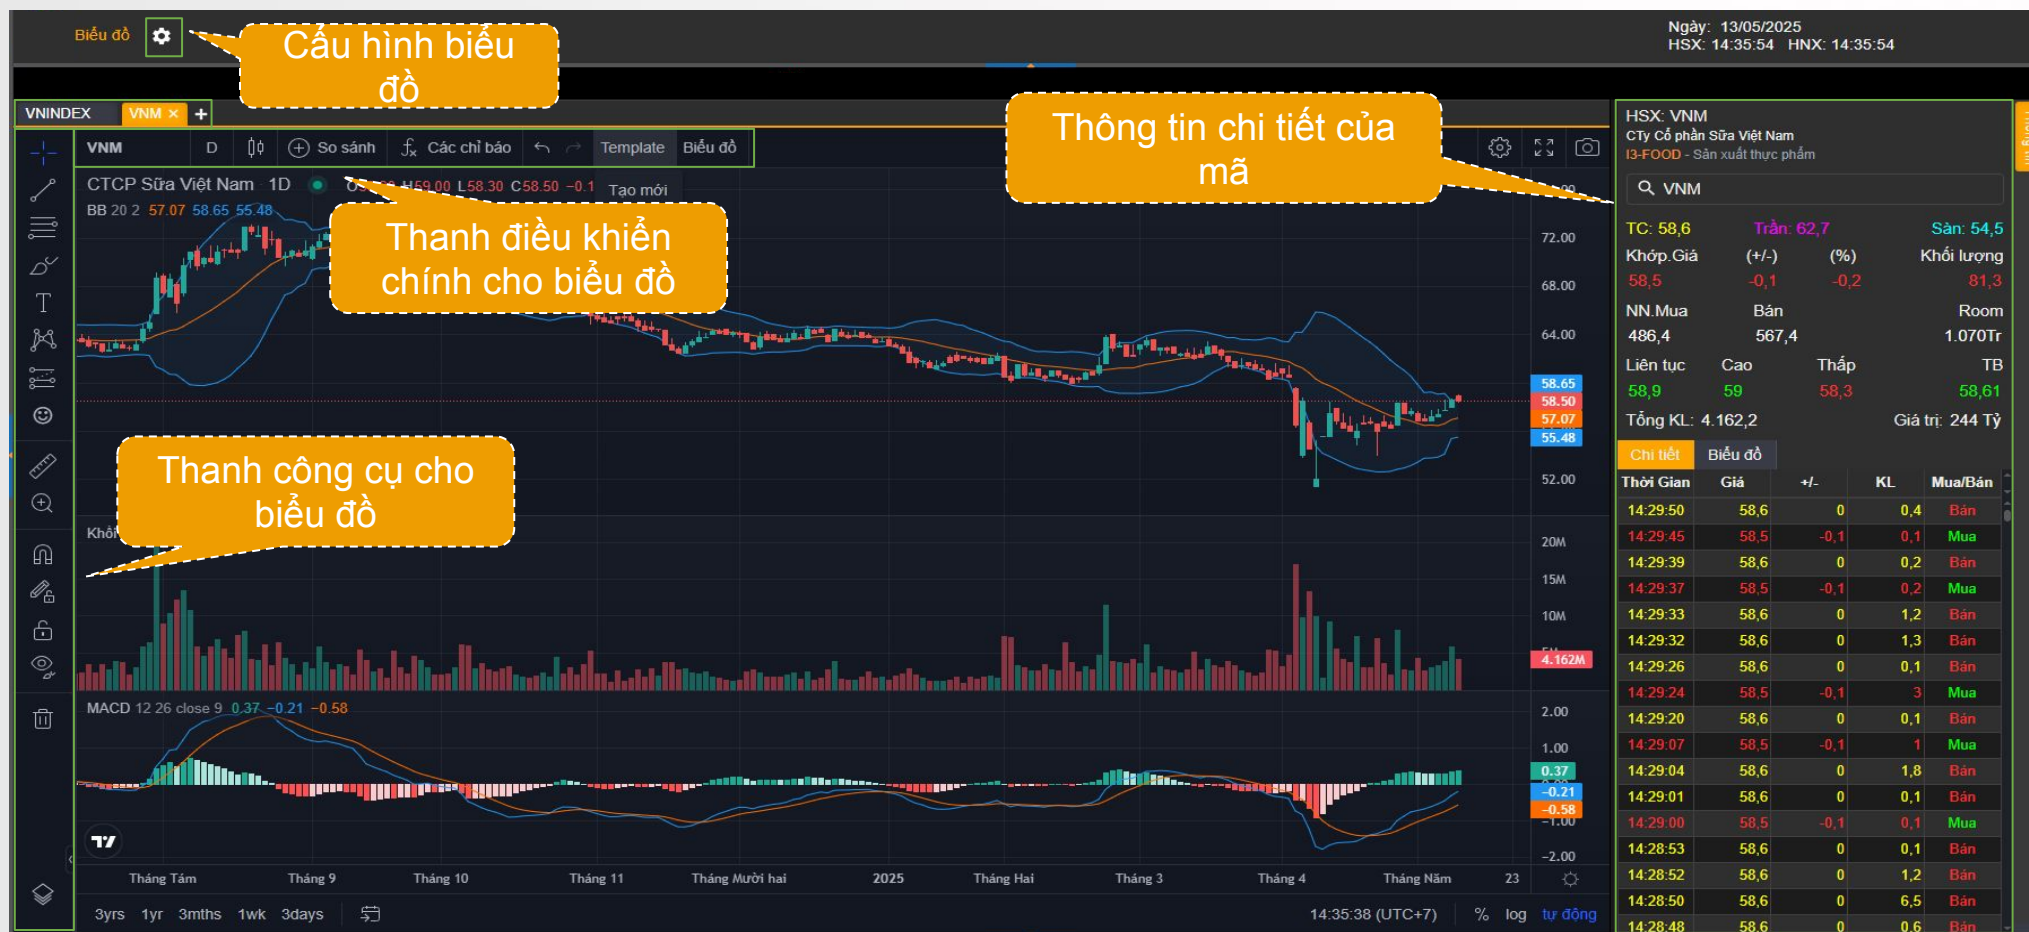 Biểu đồ
Cấu hình biểu
đồ
Ngày: 13/05/2025
HSX: 14:35:54 HNX: 14:35:54
VNINDEX VNM × +
VNM D So sánh Các chỉ báo Template Biểu đồ
Tạo mới
CTCP Sữa Việt Nam 1D H59.00 L58.30 C58.50 −0.1
BB 20 2 57.07 58.65 55.48
Thanh điều khiển
chính cho biểu đồ
Thông tin chi tiết của
mã
Thanh công cụ cho
biểu đồ
72.00
68.00
64.00
58.65
58.50
57.07
55.48
52.00
20M
15M
10M
4.162M
MACD 12 26 close 9 0.37 −0.21 −0.58
2.00
1.00
0.37
−0.21
−0.58
−1.00
−2.00
Tháng Tám Tháng 9 Tháng 10 Tháng 11 Tháng Mười hai 2025 Tháng Hai Tháng 3 Tháng 4 Tháng Năm 23
3yrs 1yr 3mths 1wk 3days 14:35:38 (UTC+7) % log tự động
HSX: VNM
CTy Cổ phần Sữa Việt Nam
I3-FOOD - Sản xuất thực phẩm
VNM
TC: 58,6 Trần: 62,7 Sàn: 54,5
Khớp.Giá (+/-) (%) Khối lượng
58,5 -0,1 -0,2 81,3
NN.Mua Bán Room
486,4 567,4 1.070Tr
Liên tục Cao Thấp TB
58,9 59 58,3 58,61
Tổng KL: 4.162,2 Giá trị: 244 Tỷ
Chi tiết Biểu đồ
Thời Gian Giá +/- KL Mua/Bán
14:29:50 58,6 0 0,4 Bán
14:29:45 58,5 -0,1 0,1 Mua
14:29:39 58,6 0 0,2 Bán
14:29:37 58,5 -0,1 0,2 Mua
14:29:33 58,6 0 1,2 Bán
14:29:32 58,6 0 1,3 Bán
14:29:26 58,6 0 0,1 Bán
14:29:24 58,5 -0,1 3 Mua
14:29:20 58,6 0 0,1 Bán
14:29:07 58,5 -0,1 1 Mua
14:29:04 58,6 0 1,8 Bán
14:29:01 58,6 0 0,1 Bán
14:29:00 58,5 -0,1 0,1 Mua
14:28:53 58,6 0 0,1 Bán
14:28:52 58,6 0 1,2 Bán
14:28:50 58,6 0 6,5 Bán
14:28:48 58,6 0 0,6 Bán